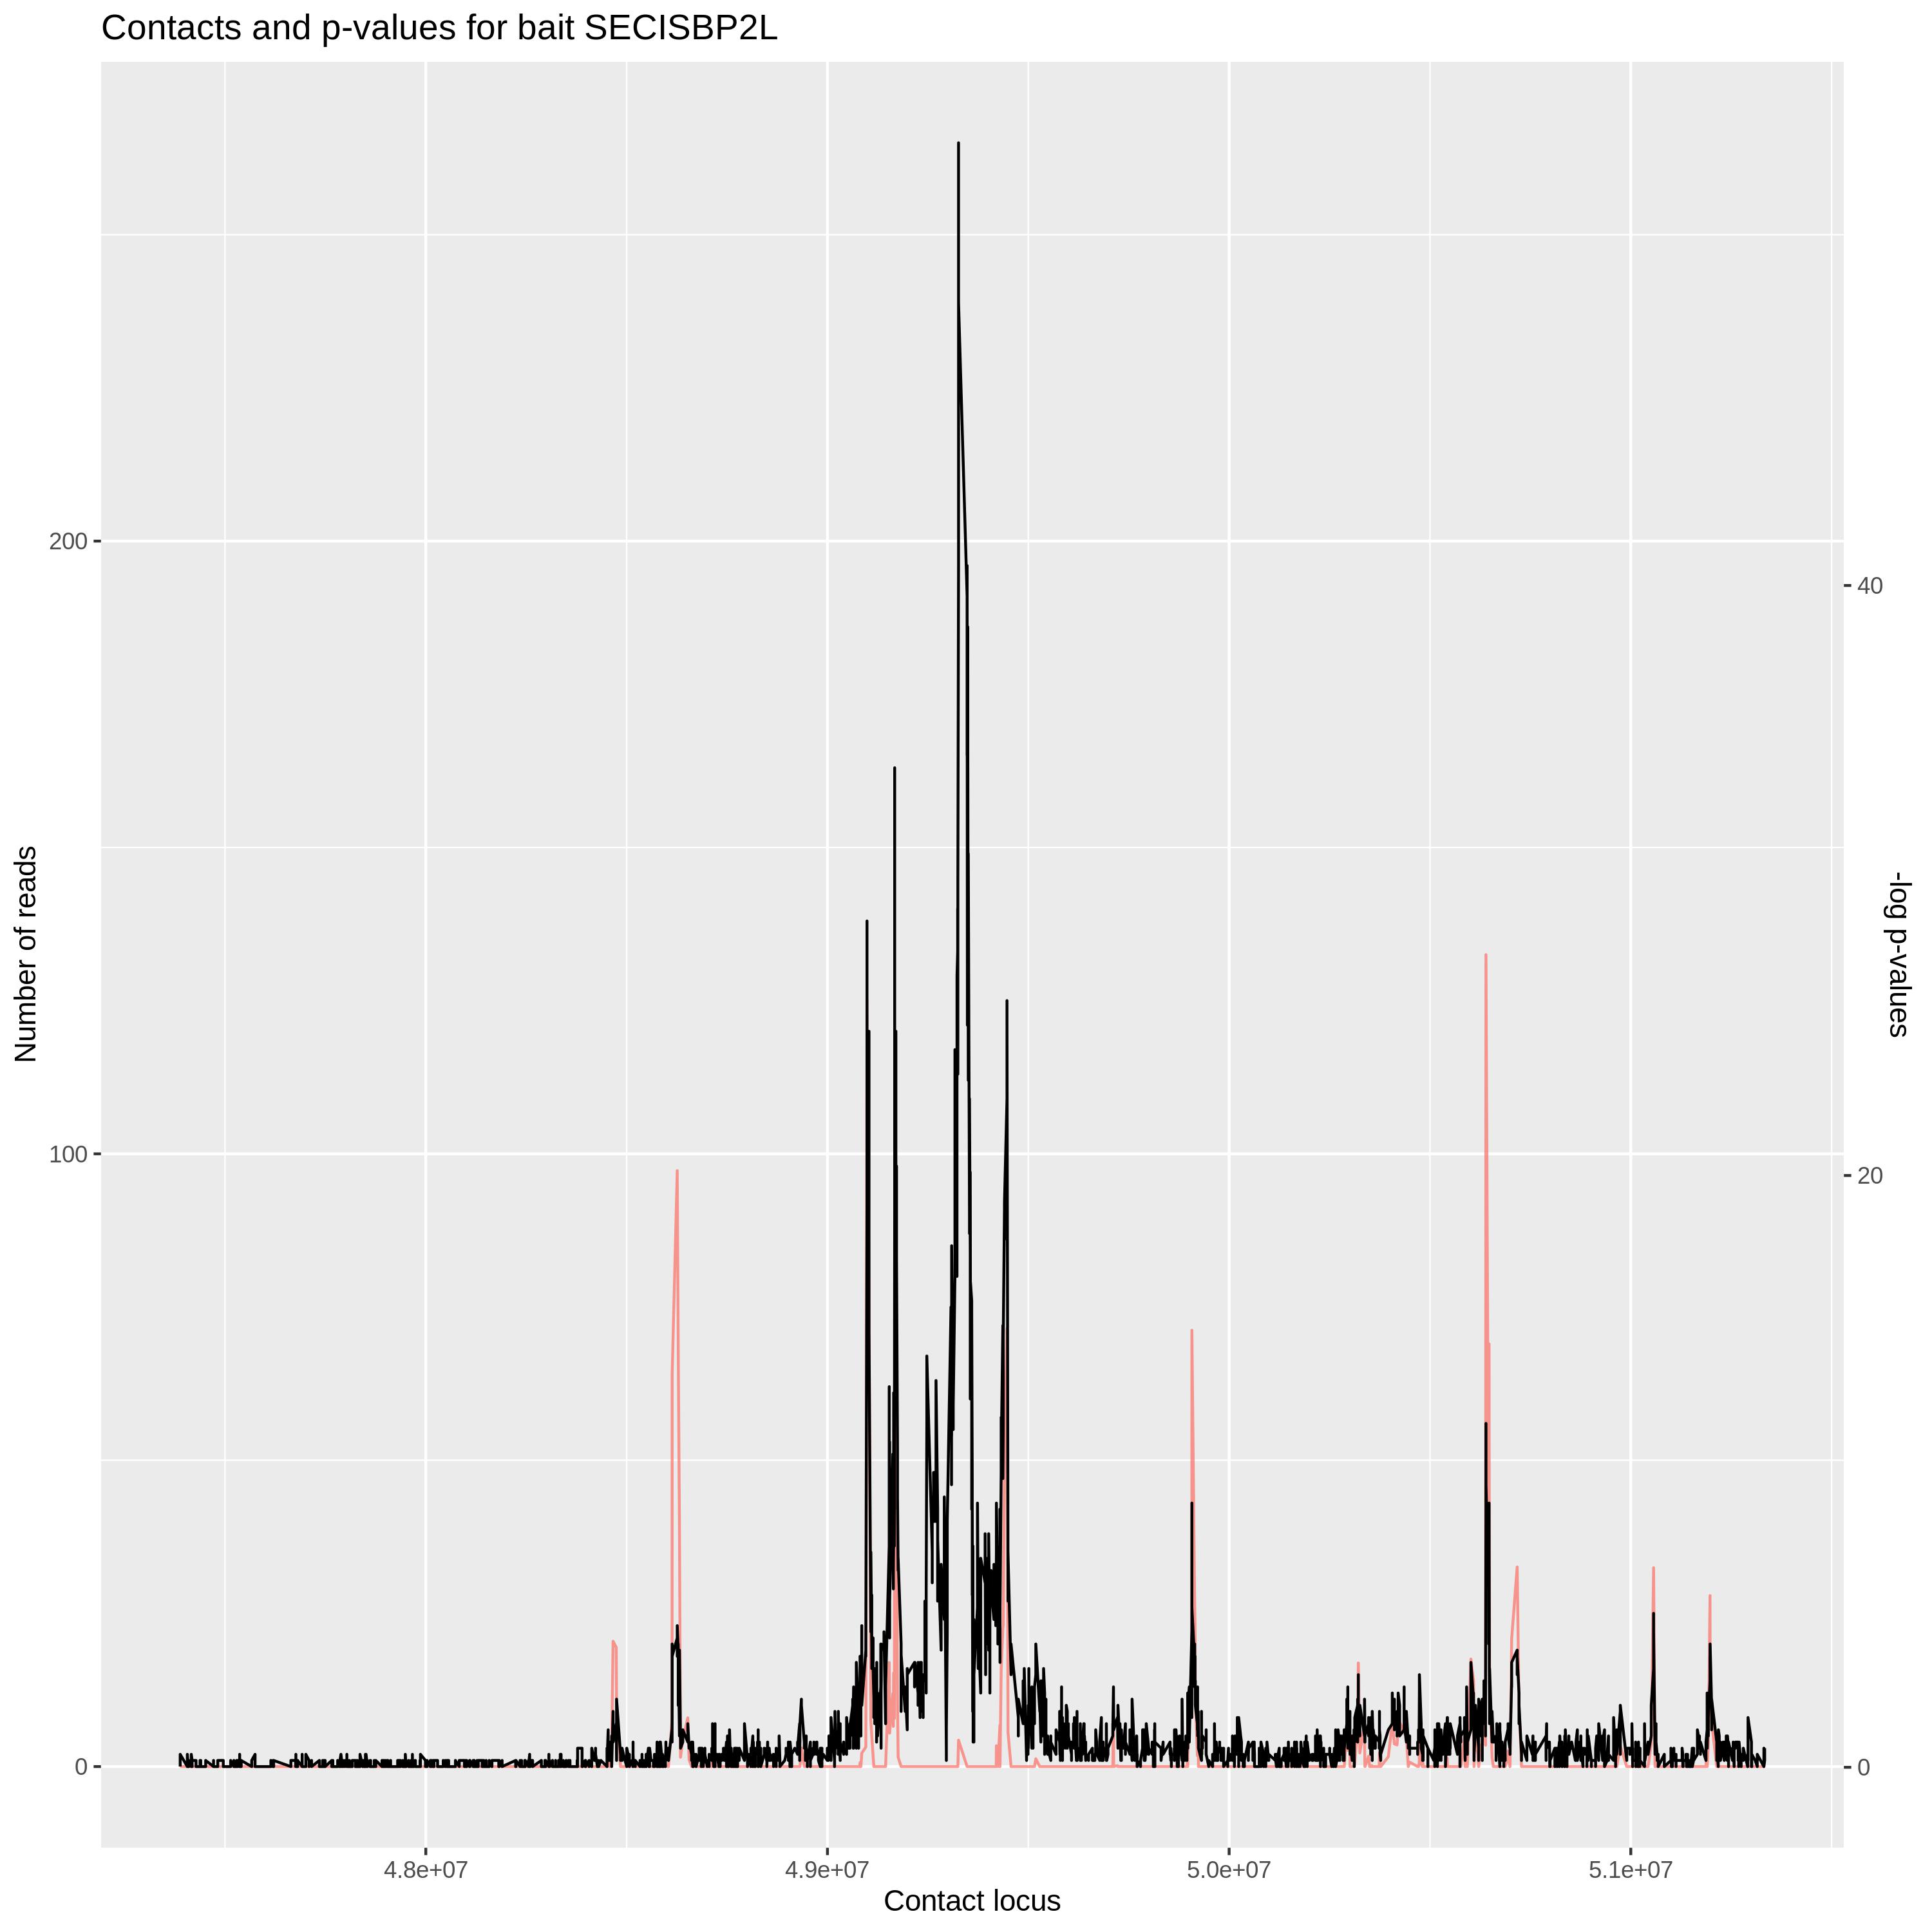 Contacts and p-values for bait SECISBP2L
200
100
0
Number of reads
40
20
0
-log p-values
4.8e+07
4.9e+07
5.0e+07
5.1e+07
Contact locus